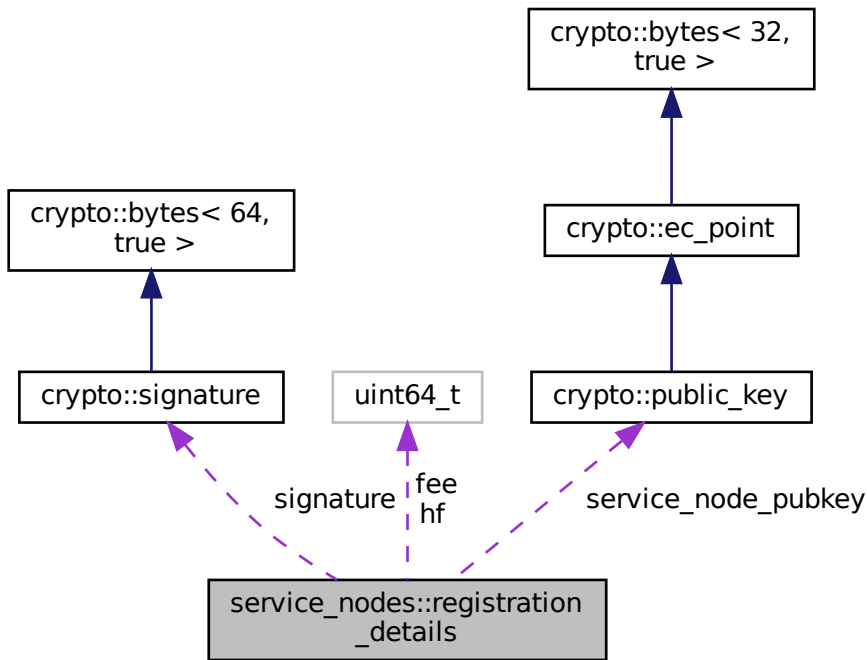 crypto::bytes< 32,
true >
crypto::bytes< 64,
true >
crypto::ec_point
crypto::signature
uint64_t
crypto::public_key
signature
fee
hf
service_node_pubkey
service_nodes::registration
_details